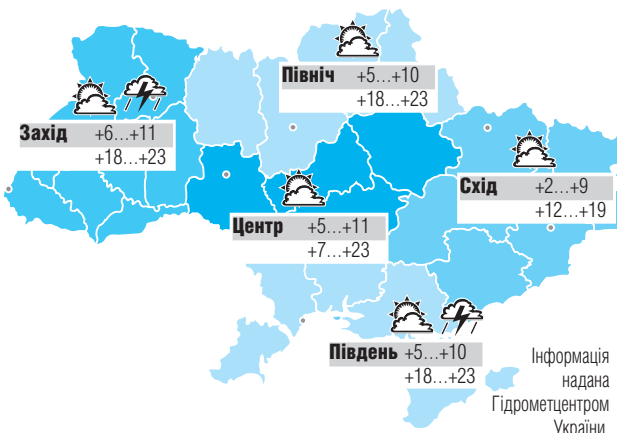 Північ +5...+10
+18...+23
Захід +6...+11
+18...+23
Схід +2...+9
+12...+19
Центр +5...+11
+7...+23
Південь +5...+10
+18...+23
Інформація
надана
Гідрометцентром
України